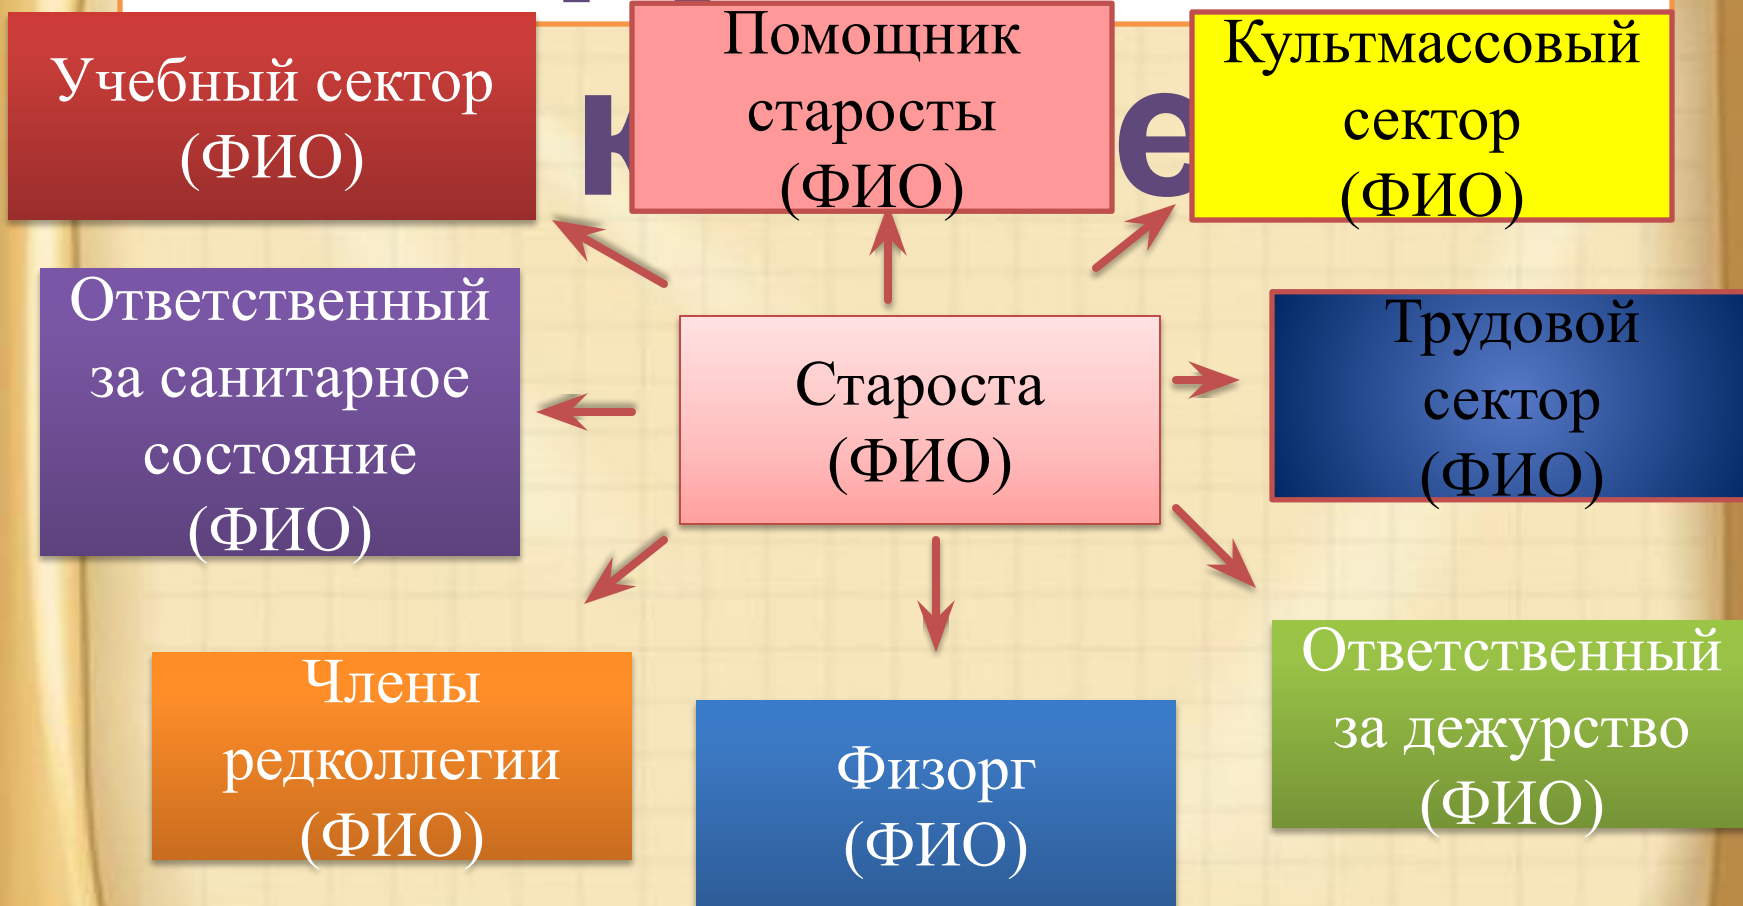 Учебный сектор
(ФИО)
Помощник
старосты
(ФИО)
Культмассовый
сектор
(ФИО)
Ответственный
за санитарное
состояние
(ФИО)
Староста
(ФИО)
Трудовой
сектор
(ФИО)
Члены
редколлегии
(ФИО)
Физорг
(ФИО)
Ответственный
за дежурство
(ФИО)